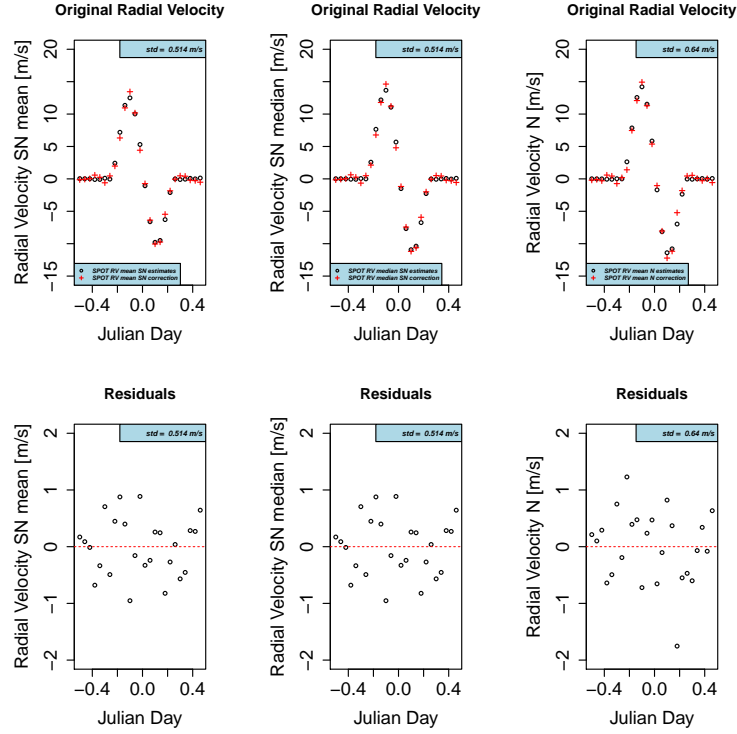 Original Radial Velocity
Radial Velocity SN mean [m/s]
20
10
5
0
−5
−15
std = 0.514 m/s
SPOT RV mean SN estimates
SPOT RV mean SN correction
−0.4
0.0
0.4
Julian Day
Original Radial Velocity
Radial Velocity SN median [m/s]
20
10
5
0
−5
−15
std = 0.514 m/s
SPOT RV median SN estimates
SPOT RV median SN correction
−0.4
0.0
0.4
Julian Day
Original Radial Velocity
Radial Velocity N [m/s]
20
10
5
0
−5
−15
std = 0.64 m/s
SPOT RV mean N estimates
SPOT RV mean N correction
−0.4
0.0
0.4
Julian Day
Residuals
Radial Velocity SN mean [m/s]
2
1
0
−1
−2
std = 0.514 m/s
−0.4
0.0
0.4
Julian Day
Residuals
Radial Velocity SN median [m/s]
2
1
0
−1
−2
std = 0.514 m/s
−0.4
0.0
0.4
Julian Day
Residuals
Radial Velocity N [m/s]
2
1
0
−1
−2
std = 0.64 m/s
−0.4
0.0
0.4
Julian Day